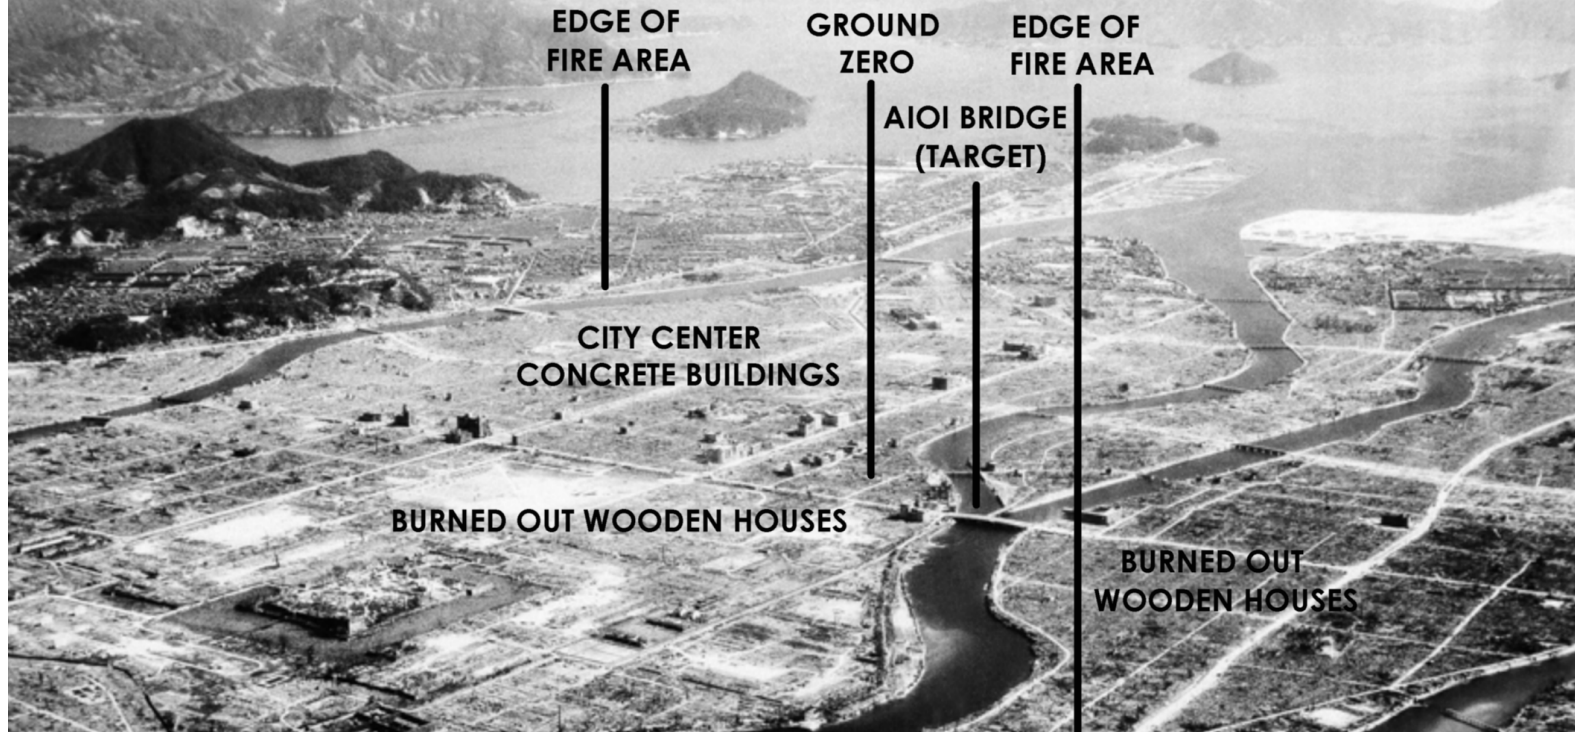 EDGE OF
FIRE AREA
GROUND
ZERO
EDGE OF
FIRE AREA
AIOI BRIDGE
(TARGET)
CITY CENTER
CONCRETE BUILDINGS
BURNED OUT WOODEN HOUSES
BURNED OUT
WOODEN HOUSES